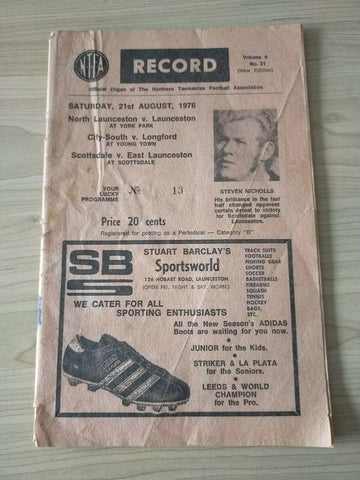 NTFA
RECORD
Volume 6
No. 21
(New Edition)
Official Organ of The Northern Tasmanian Football Association
SATURDAY, 21st AUGUST, 1976
North Launceston v. Launceston
AT YORK PARK
City-South v. Longford
AT YOUNG TOWN
Scottsdale v. East Launceston
AT SCOTTSDALE
YOUR
LUCKY
PROGRAMME
No 13
Price 20 cents
Registered for posting as a Periodical — Category "B"
STEVEN NICHOLLS
His brilliance in the last
half changed apparent
certain defeat to victory
for Scottsdale against
Launceston.
SB
S
STUART BARCLAY'S
Sportsworld
126 HOBART ROAD, LAUNCESTON
(OPEN FRI. NIGHT & SAT. MORN.)
TRACK SUITS
FOOTBALLS
FISHING GEAR
SHORTS
SOCCER
BASKETBALLS
FIREARMS
SQUASH
TENNIS
HOCKEY
BAGS,
ETC.
WE CATER FOR ALL
SPORTING ENTHUSIASTS
All the New Season's ADIDAS
Boots are waiting for you now.
• JUNIOR for the Kids.
• STRIKER & LA PLATA
for the Seniors.
• LEEDS & WORLD
CHAMPION
for the Pro.